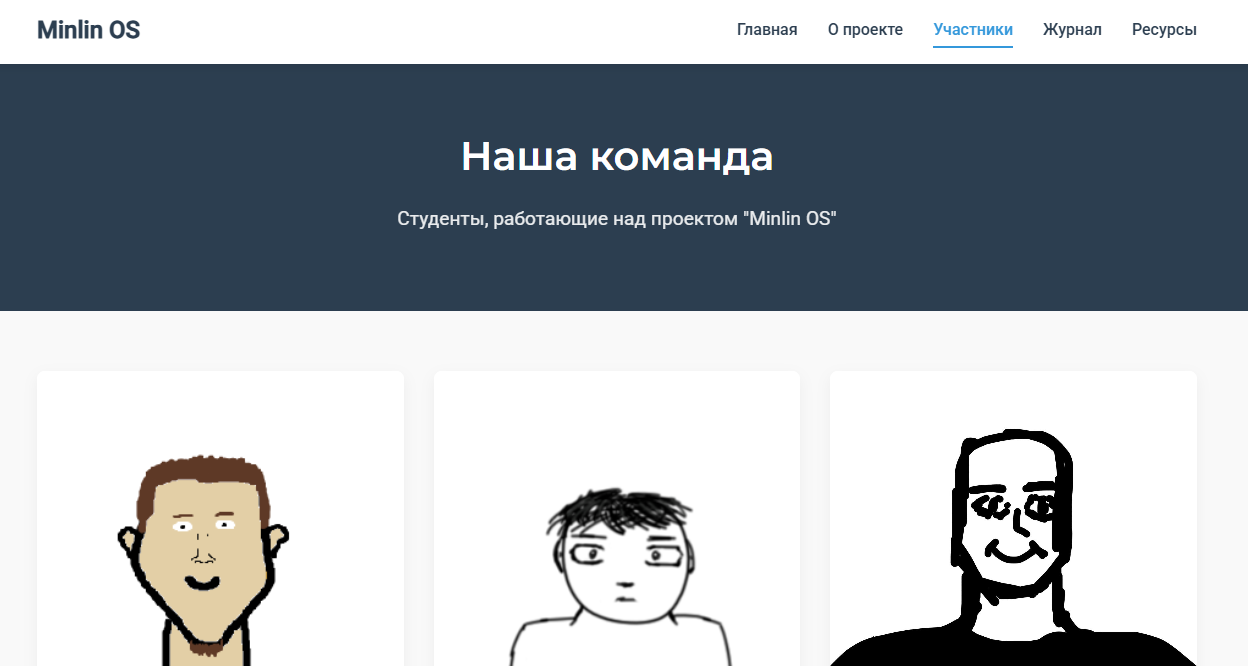 Minlin OS
Главная
О проекте
Участники
Журнал
Ресурсы
Наша команда
Студенты, работающие над проектом "Minlin OS"